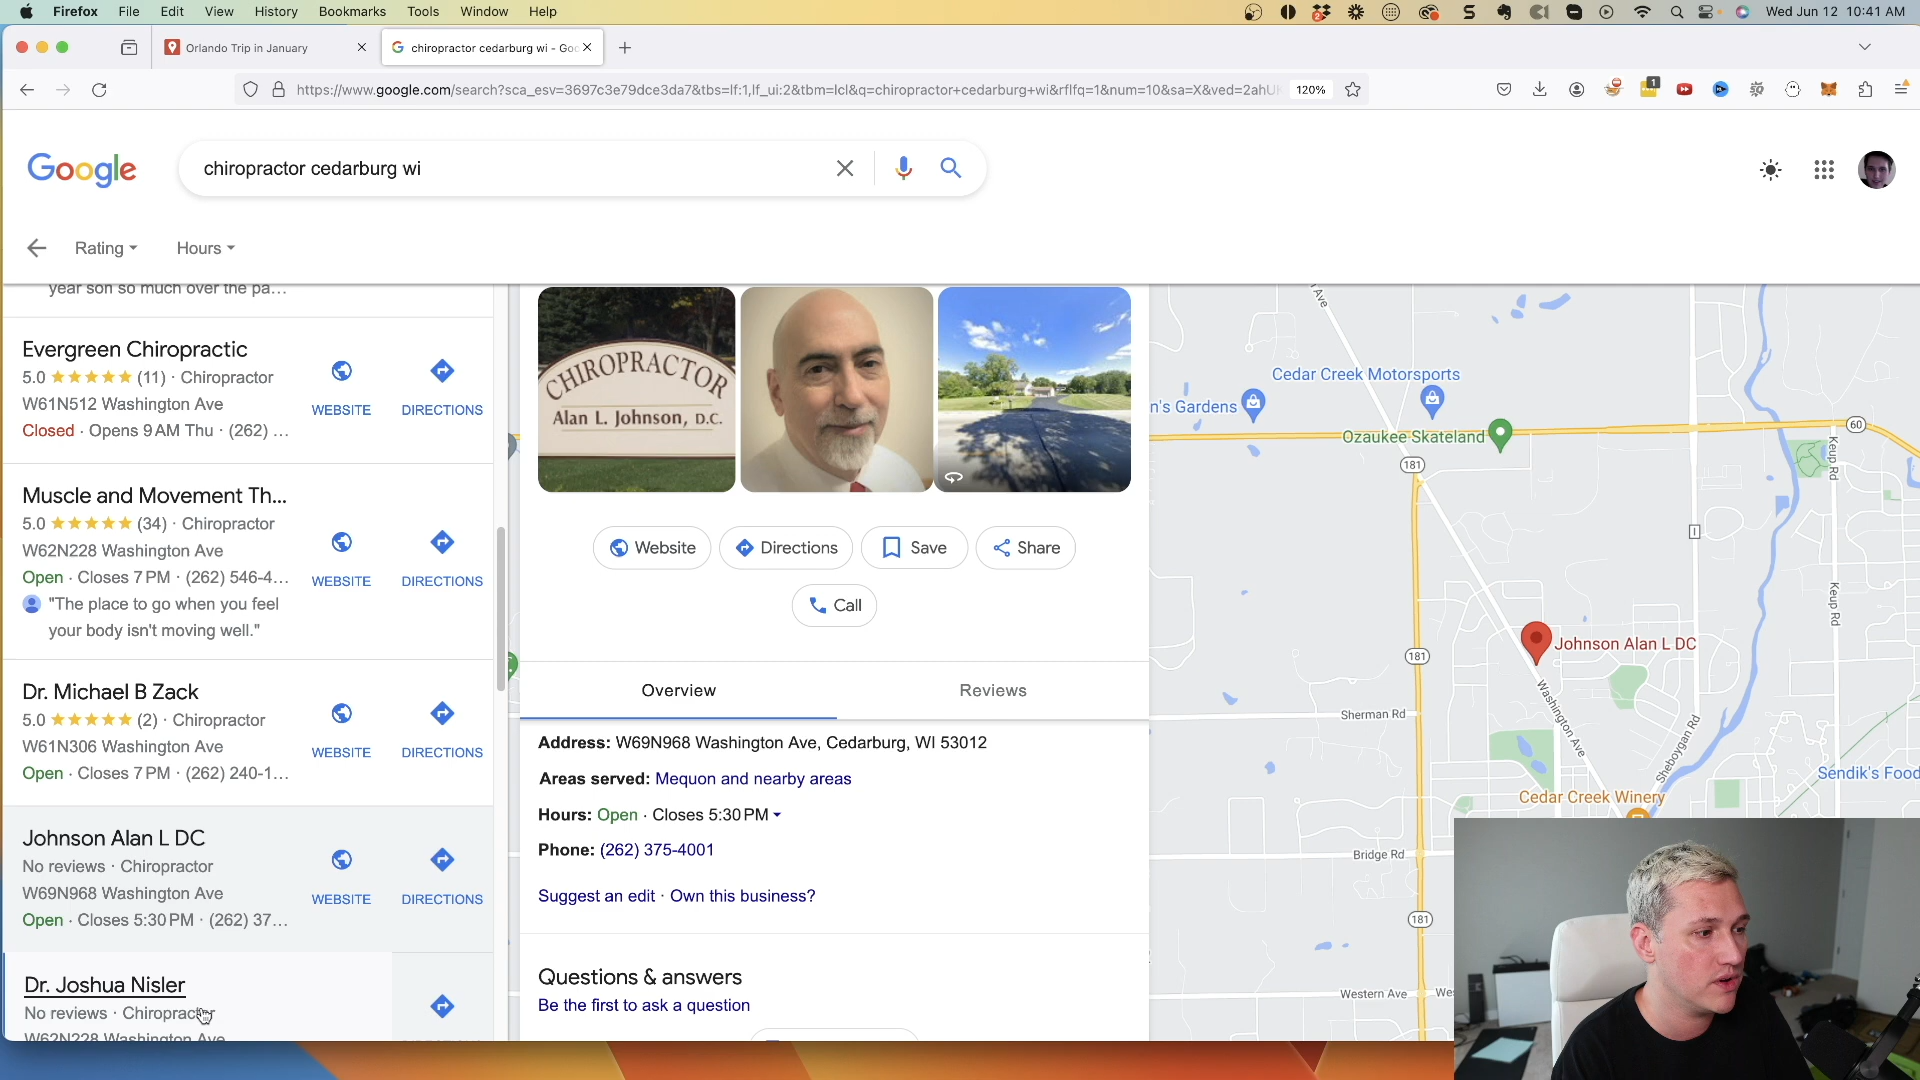 Firefox File Edit View History Bookmarks Tools Window Help
Wed Jun 12 10:41 AM
Orlando Trip in January
chiropractor cedarburg wi - Goo
https://www.google.com/search?sca_esv=3697c3e79dce3da7&tbs=lf:1,lf_ui:2&tbm=lcl&q=chiropractor+cedarburg+wi&rflfq=1&num=10&sa=X&ved=2ahU
120%
1
Google
chiropractor cedarburg wi
Rating
Hours
year son so much over the pa...
Evergreen Chiropractic
5.0 (11) · Chiropractor
W61N512 Washington Ave
Closed · Opens 9 AM Thu · (262) ...
WEBSITE
DIRECTIONS
Muscle and Movement Th...
5.0 (34) · Chiropractor
W62N228 Washington Ave
Open · Closes 7 PM · (262) 546-4...
"The place to go when you feel
your body isn't moving well."
WEBSITE
DIRECTIONS
Dr. Michael B Zack
5.0 (2) · Chiropractor
W61N306 Washington Ave
Open · Closes 7 PM · (262) 240-1...
WEBSITE
DIRECTIONS
Johnson Alan L DC
No reviews · Chiropractor
W69N968 Washington Ave
Open · Closes 5:30 PM · (262) 37...
WEBSITE
DIRECTIONS
Dr. Joshua Nisler
No reviews · Chiropractor
W62N228 Washington Ave
CHIROPRACTOR
Alan L. Johnson, D.C.
Website
Directions
Save
Share
Call
Overview
Reviews
Address: W69N968 Washington Ave, Cedarburg, WI 53012
Areas served: Mequon and nearby areas
Hours: Open · Closes 5:30 PM
Phone: (262) 375-4001
Suggest an edit · Own this business?
Questions & answers
Be the first to ask a question
Ave
Cedar Creek Motorsports
n's Gardens
Ozaukee Skateland
60
181
Keup Rd
I
Keup Rd
181
Johnson Alan L DC
Washington Ave
Sherman Rd
Sheboygan Rd
Sendik's Food
Cedar Creek Winery
Bridge Rd
181
Western Ave
Wes